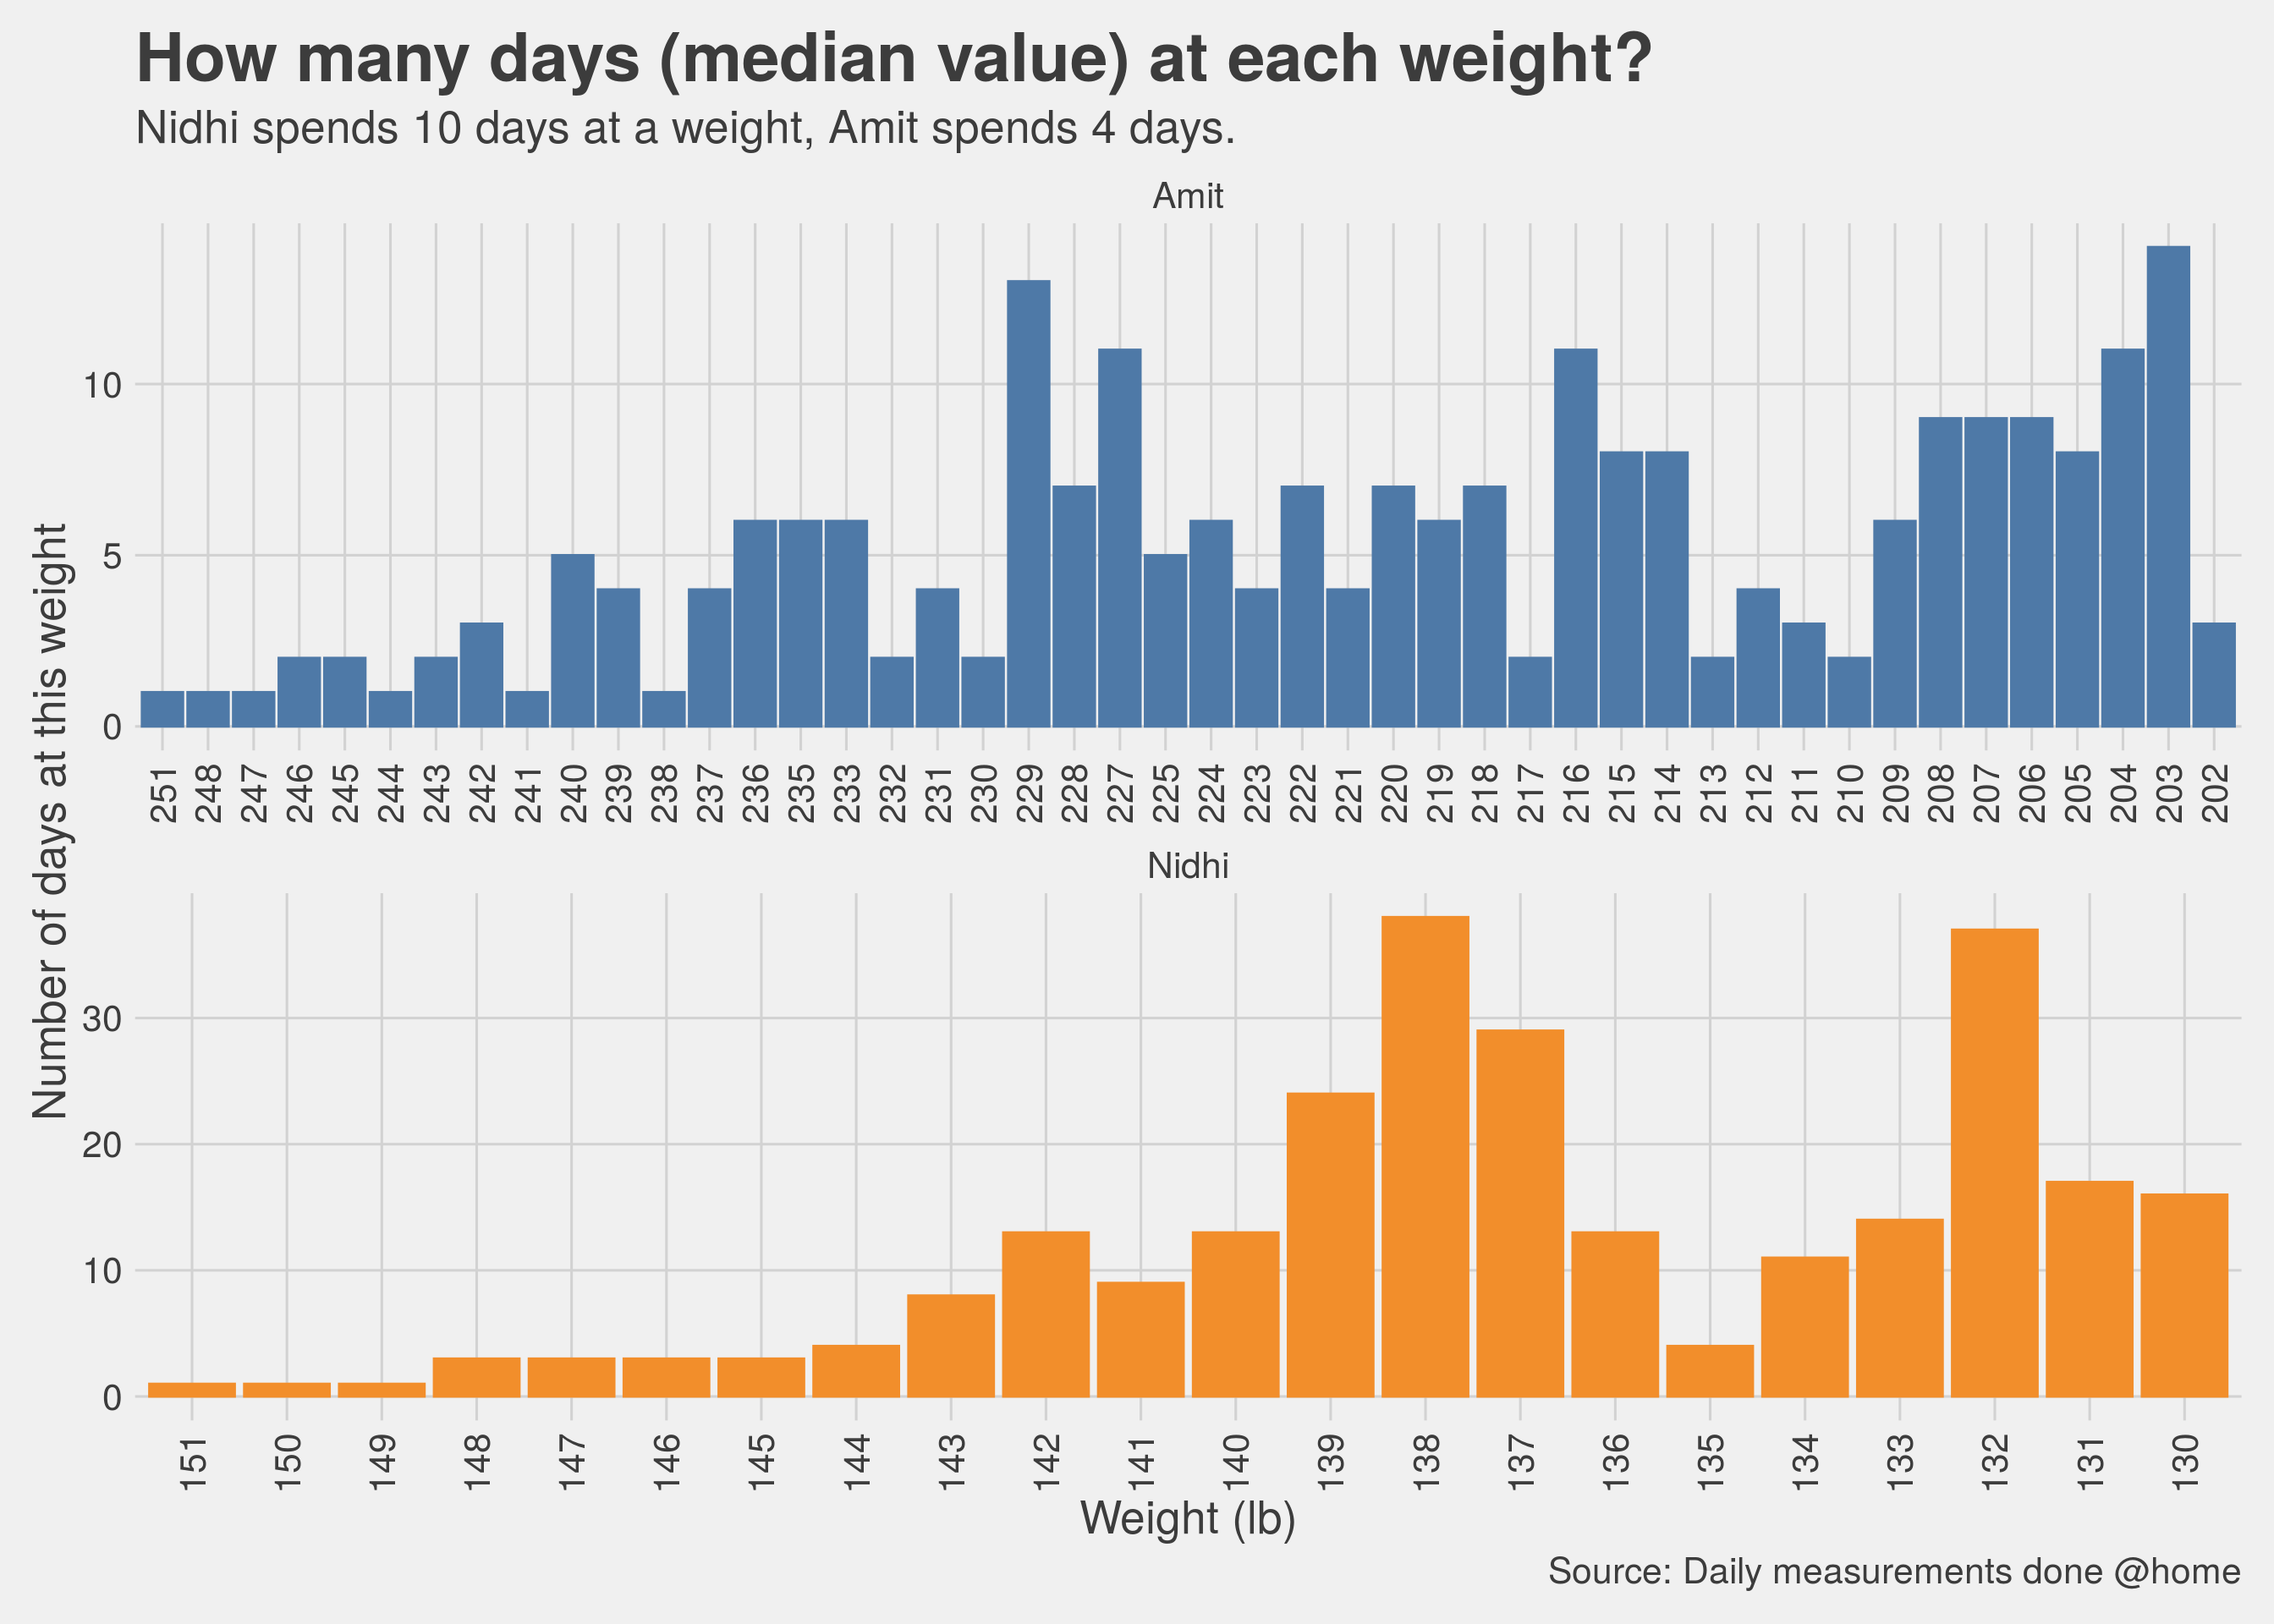 How many days (median value) at each weight?
Nidhi spends 10 days at a weight, Amit spends 4 days.
Number of days at this weight
Amit
10
5
0
251 248 247 246 245 244 243 242 241 240 239 238 237 236 235 233 232 231 230 229 228 227 225 224 223 222 221 220 219 218 217 216 215 214 213 212 211 210 209 208 207 206 205 204 203 202
Nidhi
30
20
10
0
151 150 149 148 147 146 145 144 143 142 141 140 139 138 137 136 135 134 133 132 131 130
Weight (lb)
Source: Daily measurements done @home